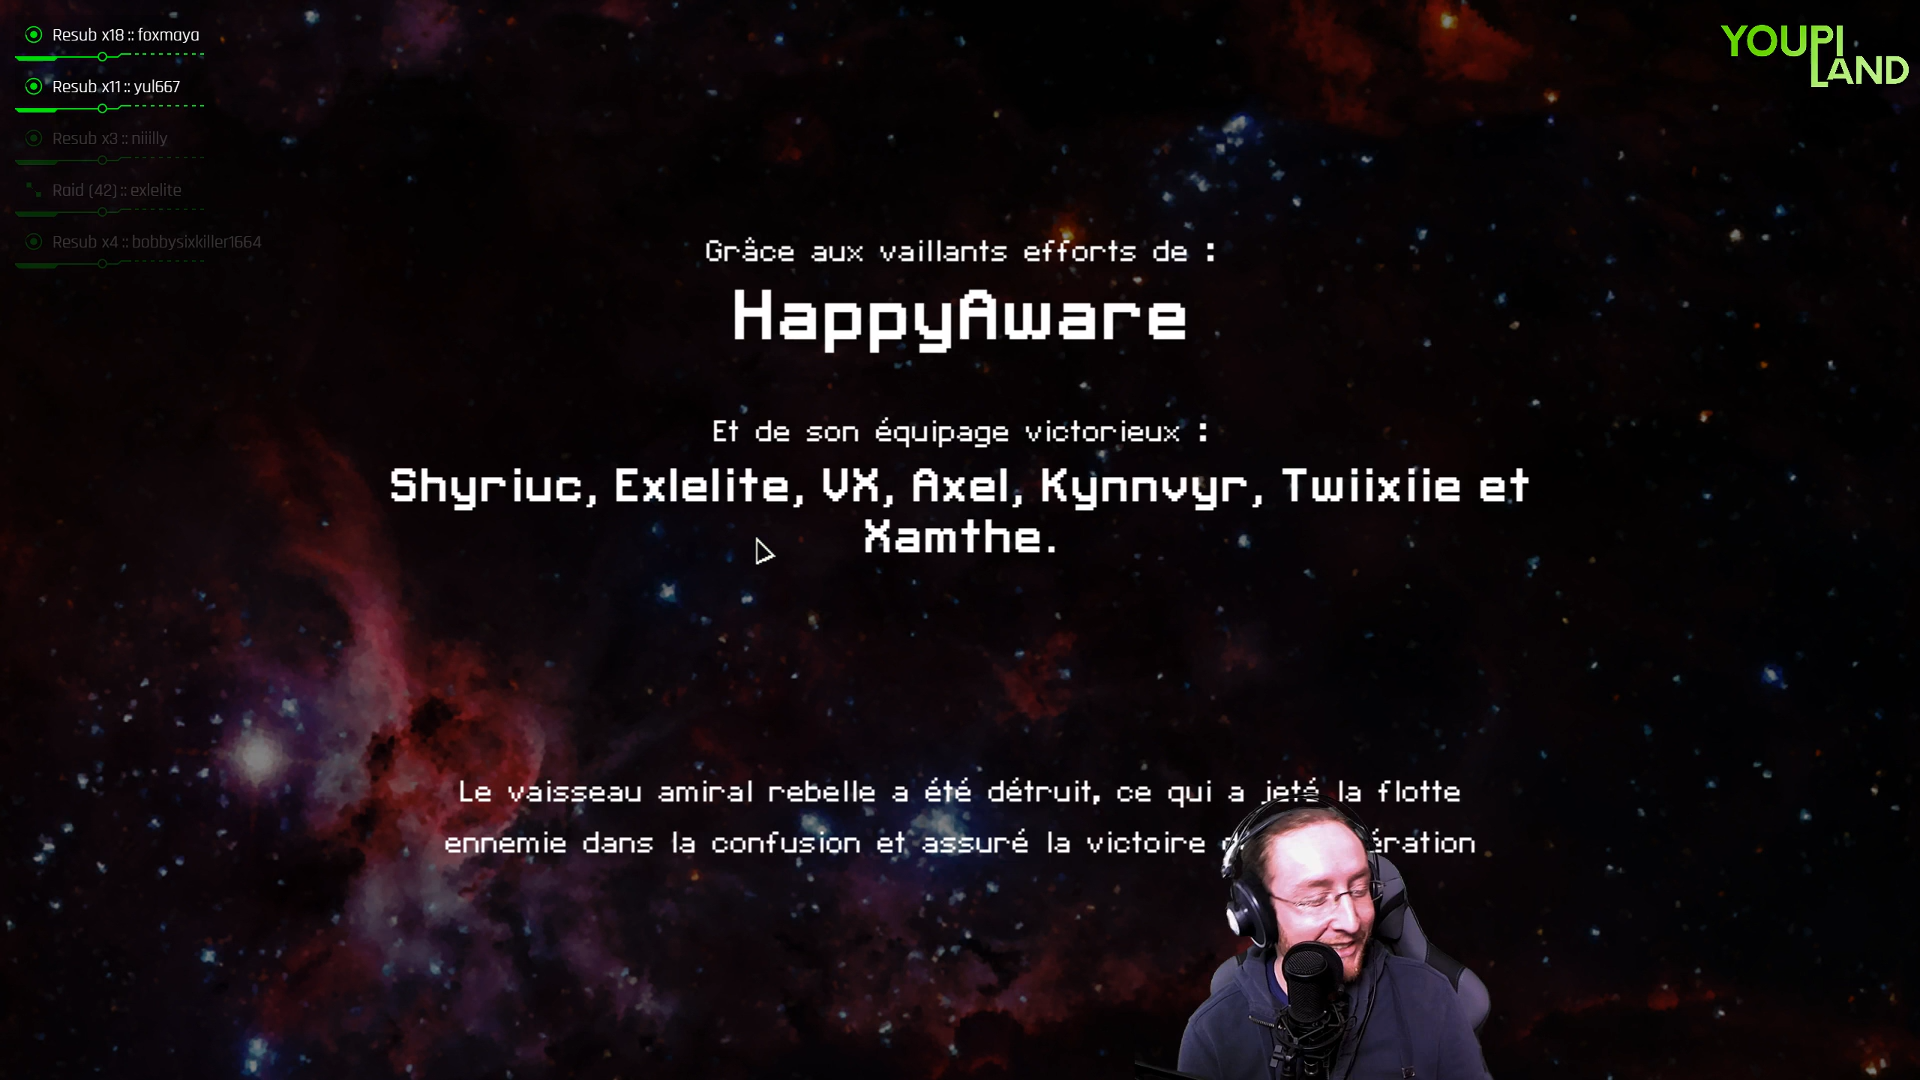 Resub x18 :: foxmaya
Resub x11 :: yul667
Resub x3 :: niiilly
Raid (42) :: exlelite
Resub x4 :: bobbysixkiller1664
YOUPI
LAND
Grâce aux vaillants efforts de :
HappyAware
Et de son équipage victorieux :
Shyriuc, Exlelite, VX, Axel, Kynnvyr, Twiixiie et
Xamthe.
Le vaisseau amiral rebelle a été détruit, ce qui a jeté la flotte
ennemie dans la confusion et assuré la victoire